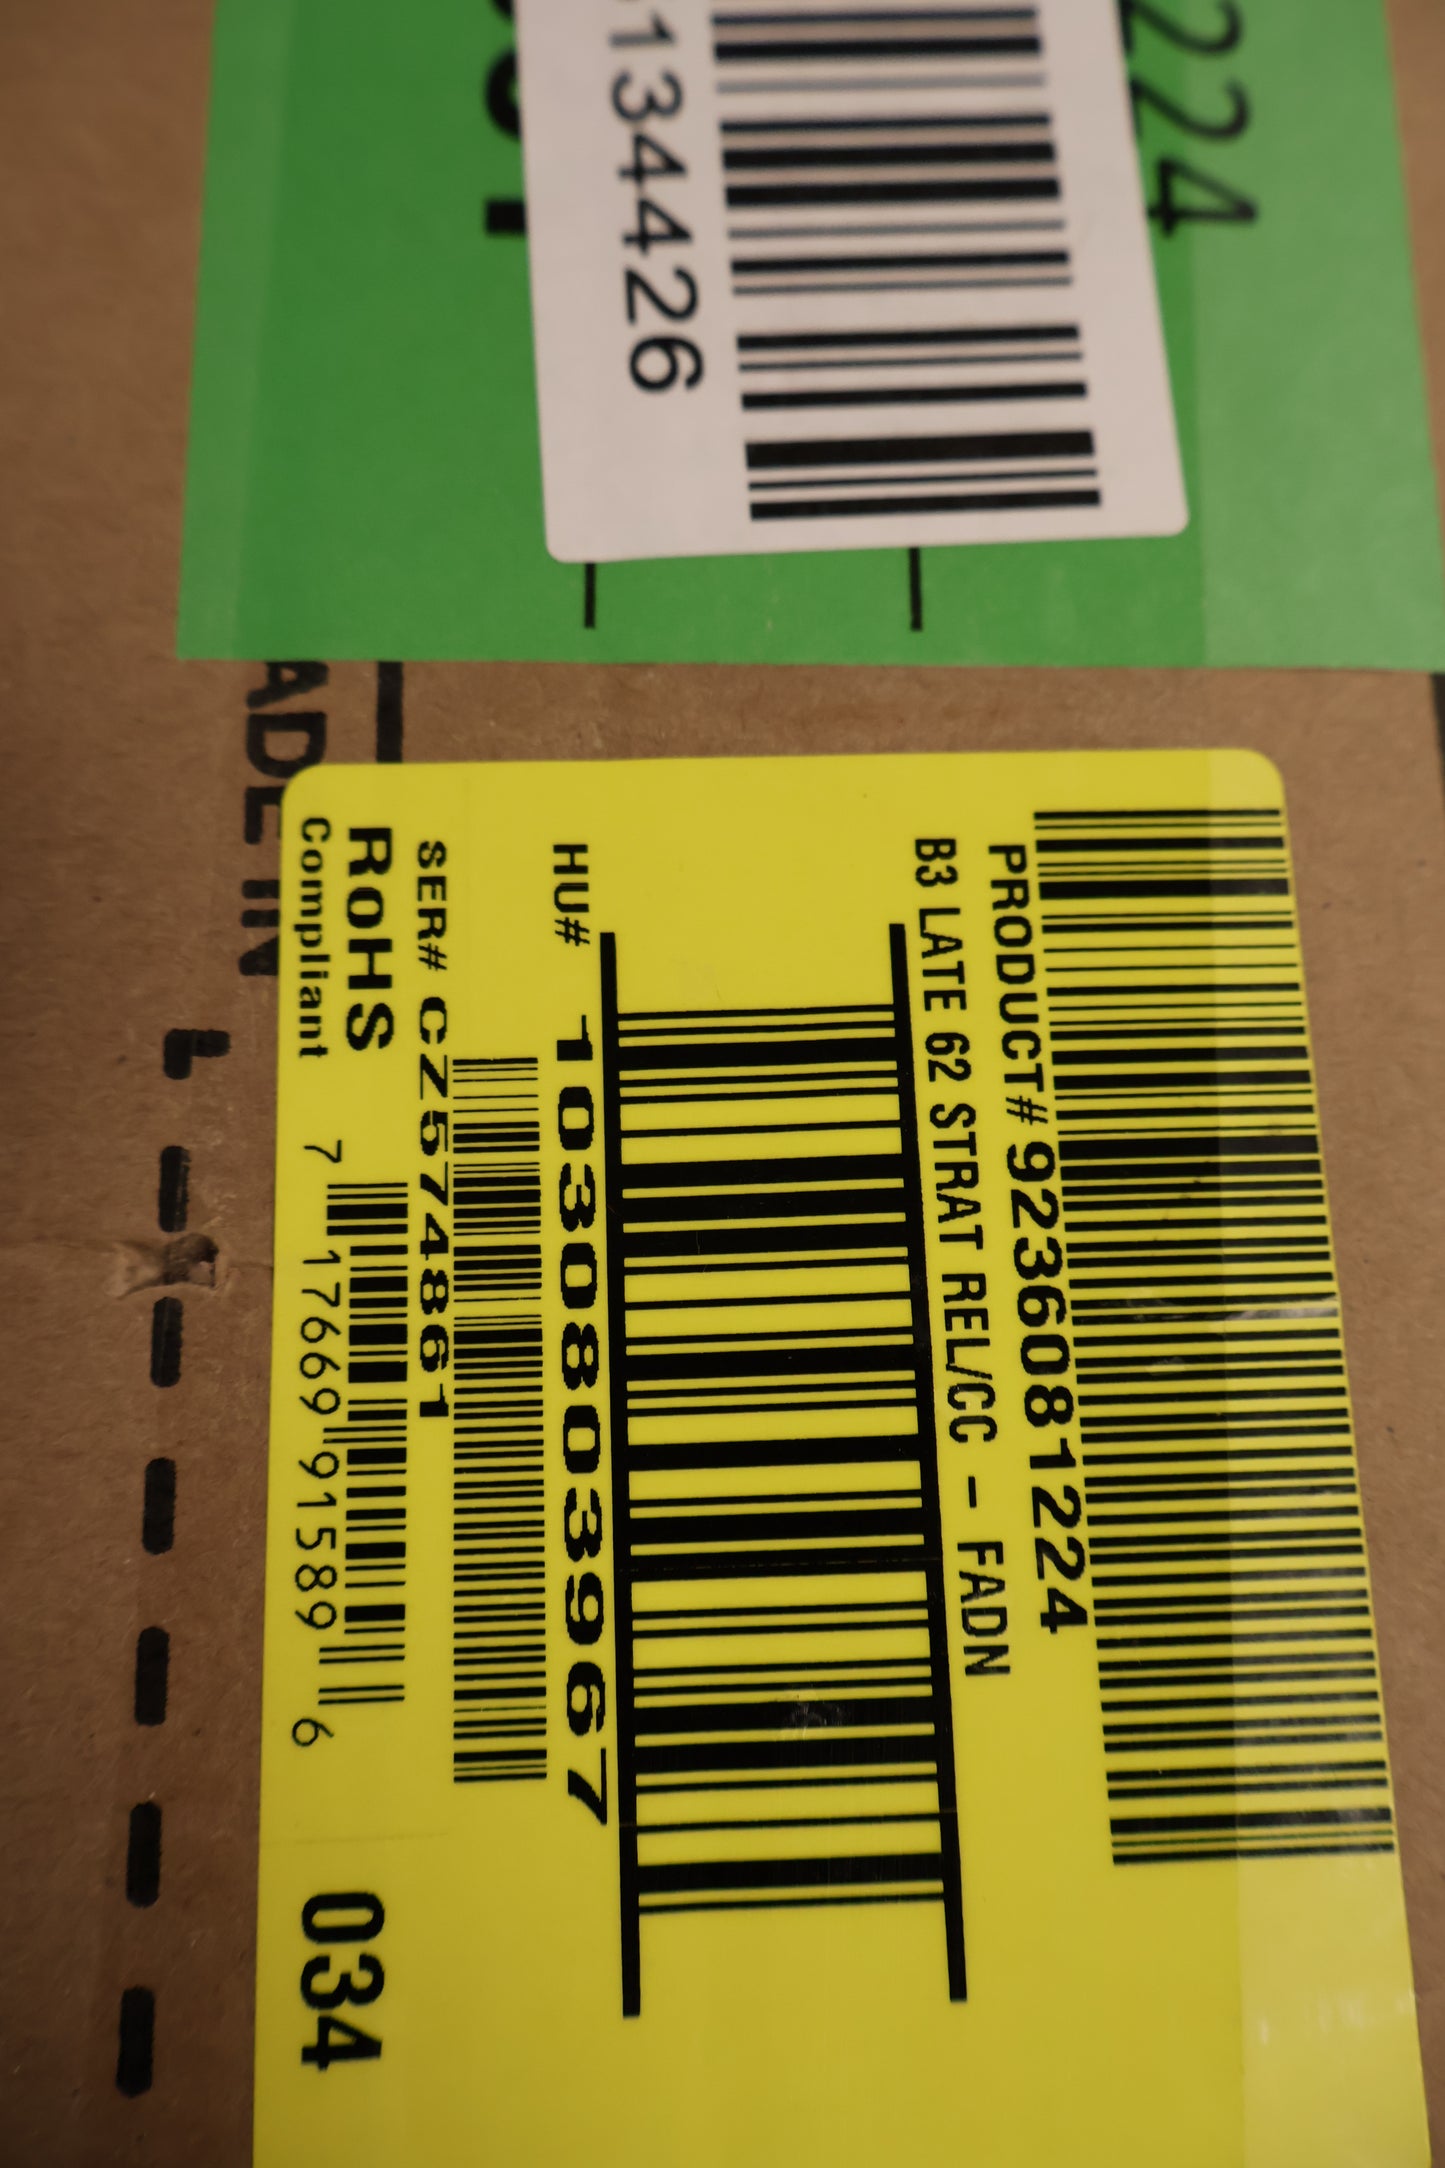 224
134426
ADE IN
PRODUCT# 9236081224
B3 LATE 62 STRAT REL/CC - FADN
HU# 1030803967
SER# CZ574861
RoHS
Compliant
7 17669 91589 6
034